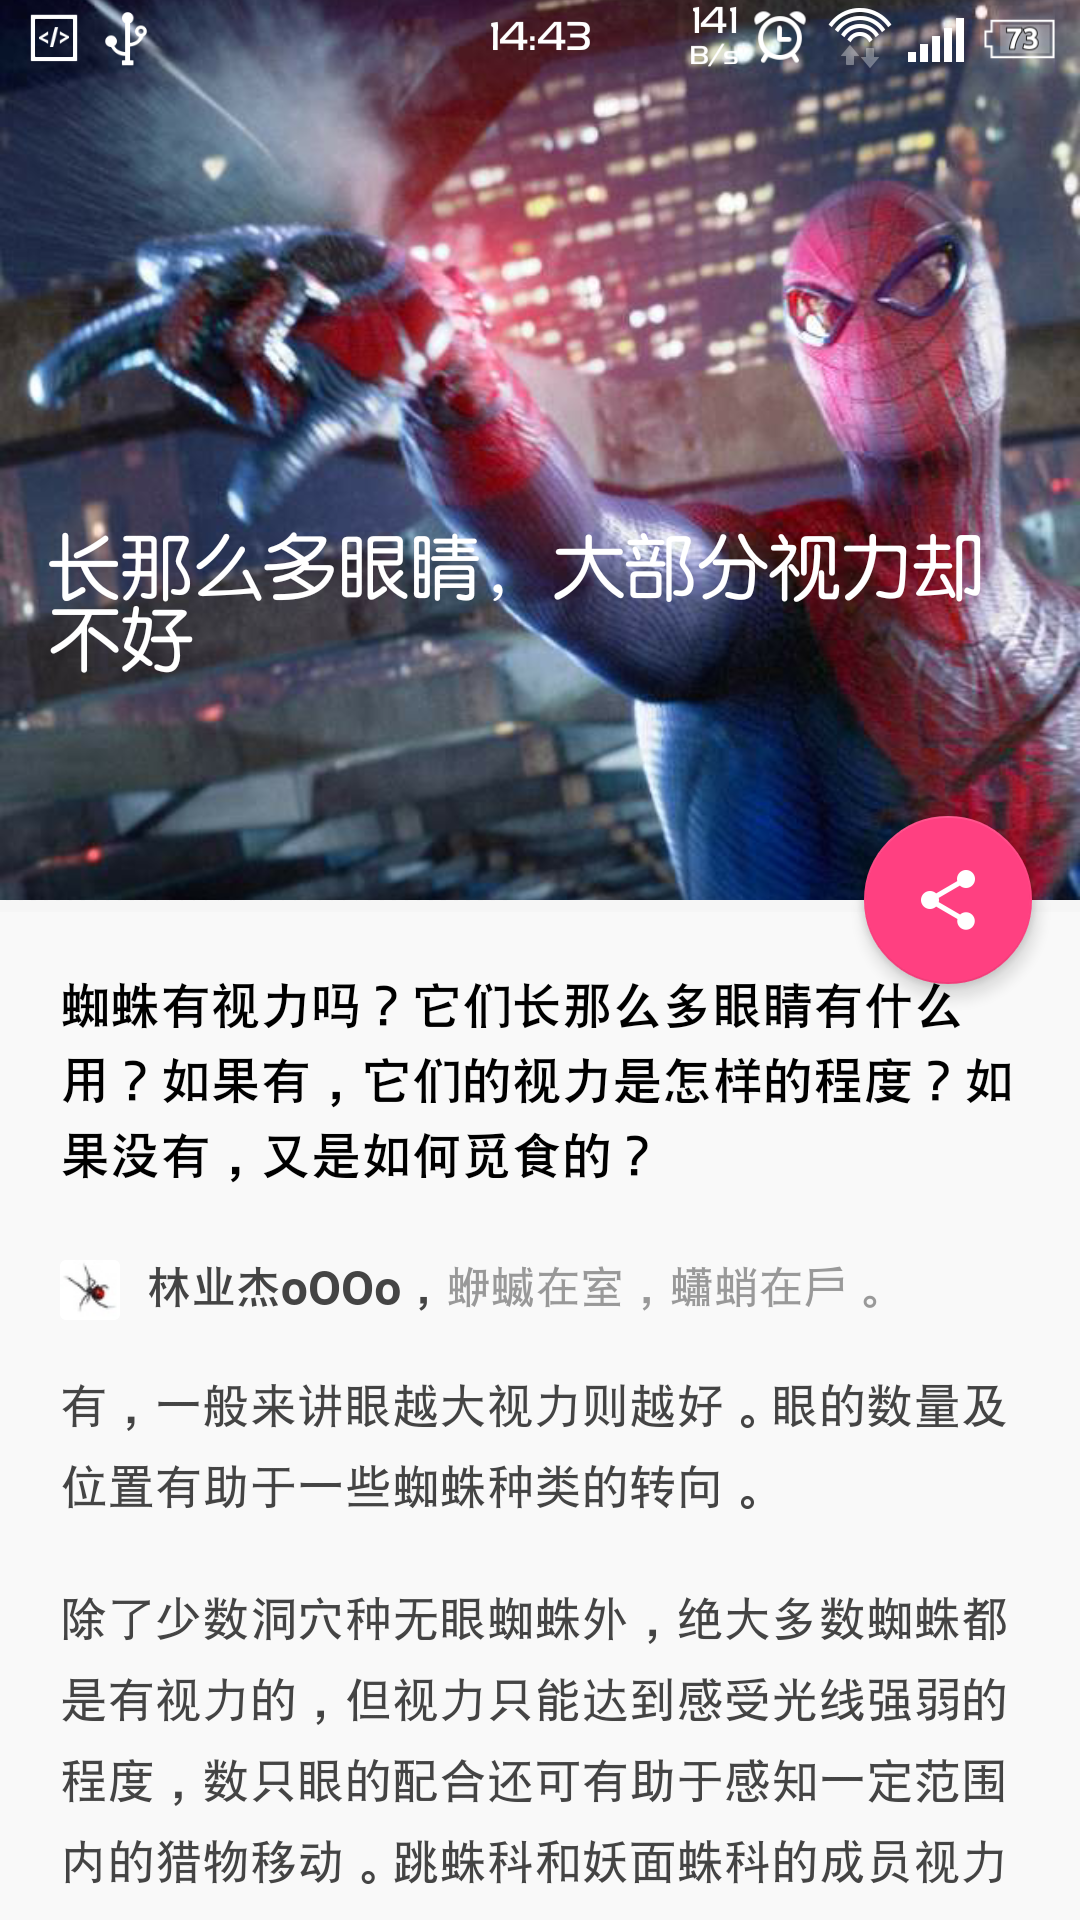 14:43
141
B/s
73
长那么多眼睛，大部分视力却
不好
蜘蛛有视力吗？它们长那么多眼睛有什么
用？如果有，它们的视力是怎样的程度？如
果没有，又是如何觅食的？
林业杰oOOo，蛜蝛在室，蠨蛸在戶。
有，一般来讲眼越大视力则越好。眼的数量及
位置有助于一些蜘蛛种类的转向。
除了少数洞穴种无眼蜘蛛外，绝大多数蜘蛛都
是有视力的，但视力只能达到感受光线强弱的
程度，数只眼的配合还可有助于感知一定范围
内的猎物移动。跳蛛科和妖面蛛科的成员视力